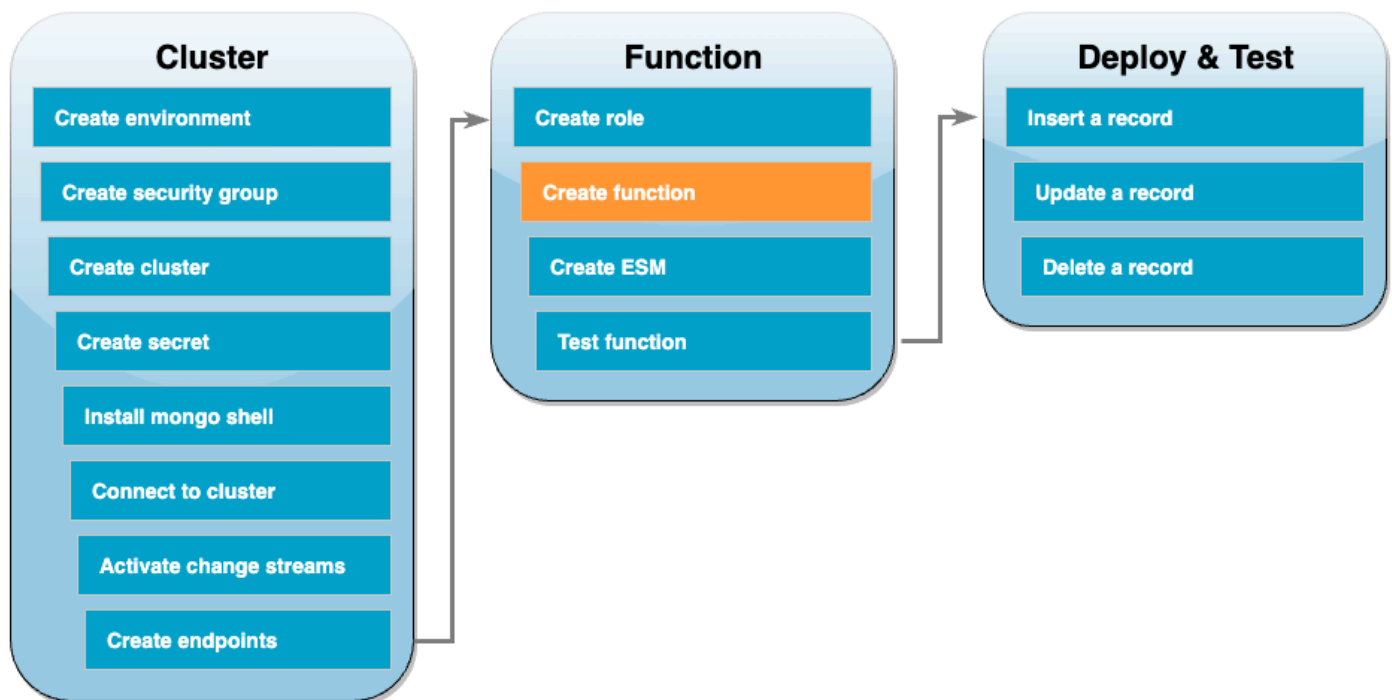 Cluster
Create environment
Create security group
Create cluster
Create secret
Install mongo shell
Connect to cluster
Activate change streams
Create endpoints
Function
Create role
Create function
Create ESM
Test function
Deploy & Test
Insert a record
Update a record
Delete a record